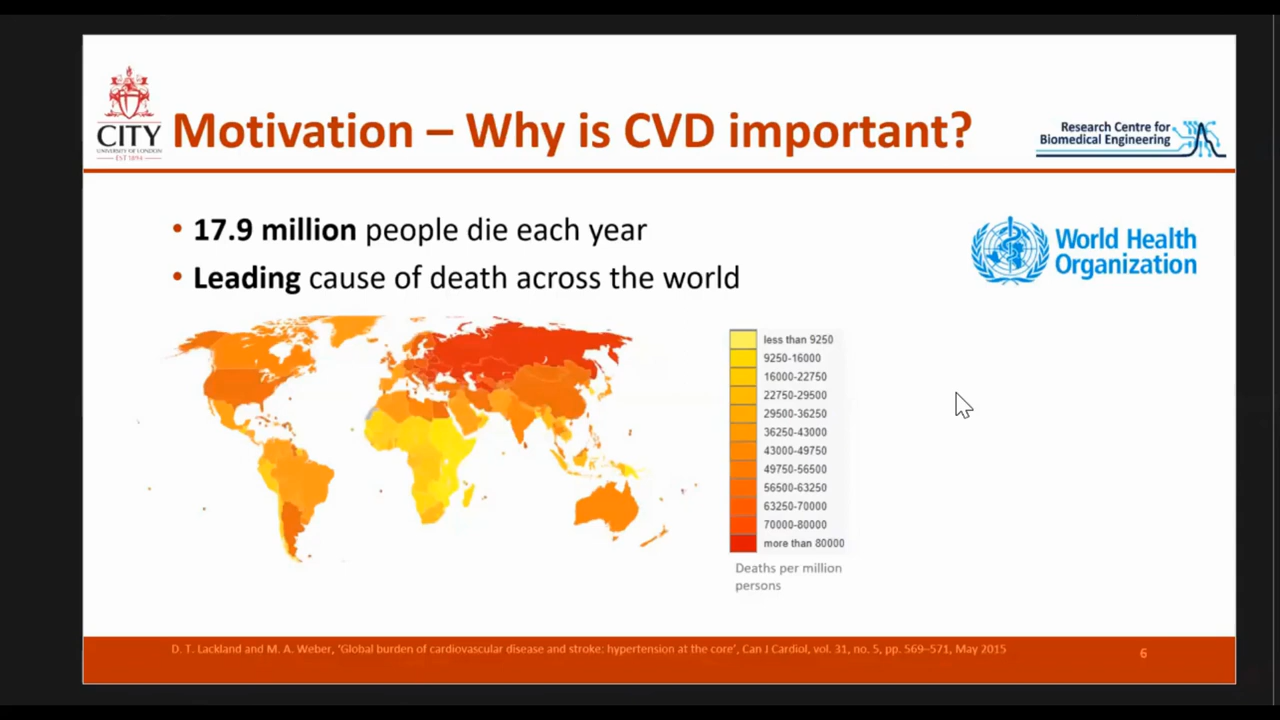 CITY
UNIVERSITY OF LONDON
EST 1894
Motivation – Why is CVD important?
Research Centre for
Biomedical Engineering
• 17.9 million people die each year
• Leading cause of death across the world
World Health
Organization
less than 9250
9250-16000
16000-22750
22750-29500
29500-36250
36250-43000
43000-49750
49750-56500
56500-63250
63250-70000
70000-80000
more than 80000
Deaths per million
persons
D. T. Lackland and M. A. Weber, ‘Global burden of cardiovascular disease and stroke: hypertension at the core’, Can J Cardiol, vol. 31, no. 5, pp. 569–571, May 2015
6